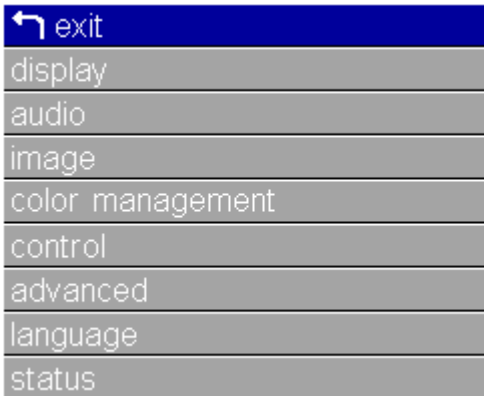 exit
display
audio
image
color management
control
advanced
language
status